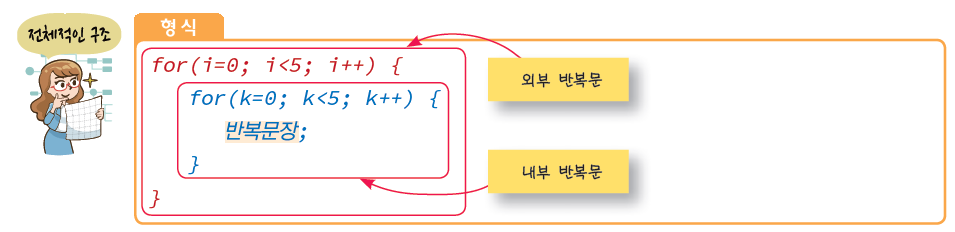 전체적인 구조
형식
for(i=0; i<5; i++) {
for(k=0; k<5; k++) {
반복문장;
}
}
외부 반복문
내부 반복문